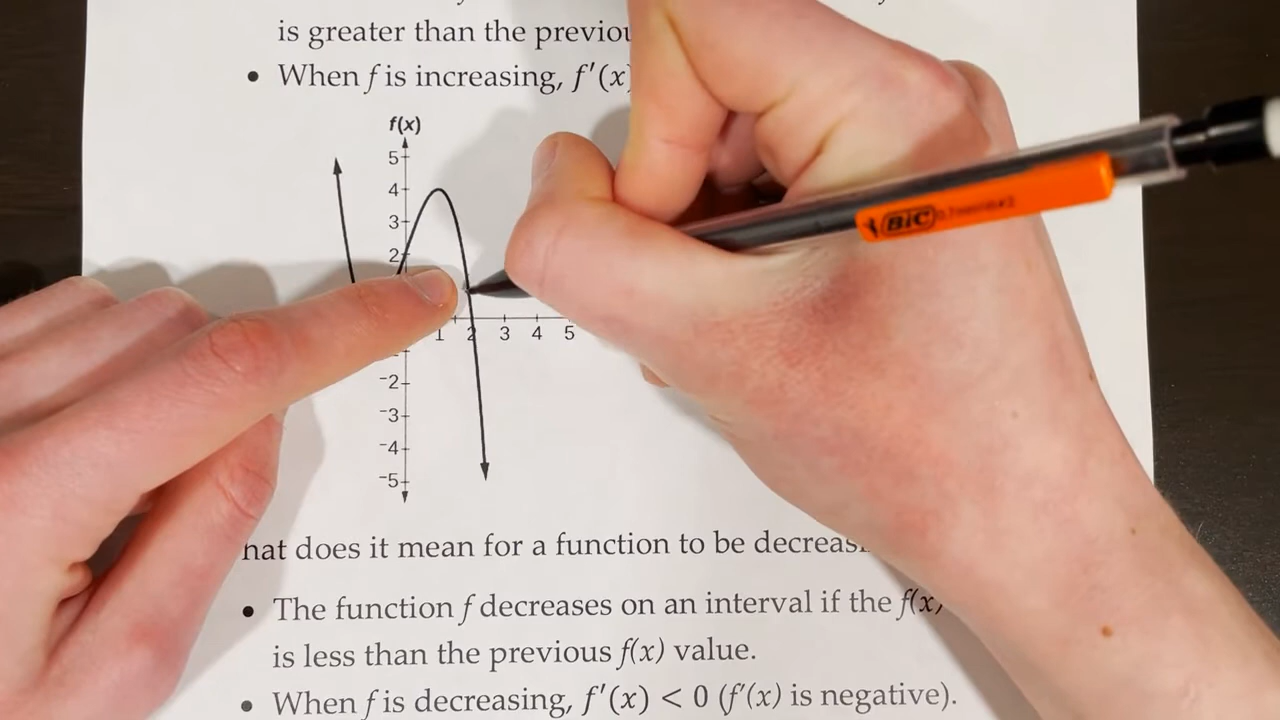 is greater than the previou
• When f is increasing, f'(x)
f(x)
5
4
3
2
1 2 3 4 5
-2
-3
-4
-5
hat does it mean for a function to be decreasi
• The function f decreases on an interval if the f(x)
is less than the previous f(x) value.
• When f is decreasing, f'(x) < 0 (f'(x) is negative).
BIC